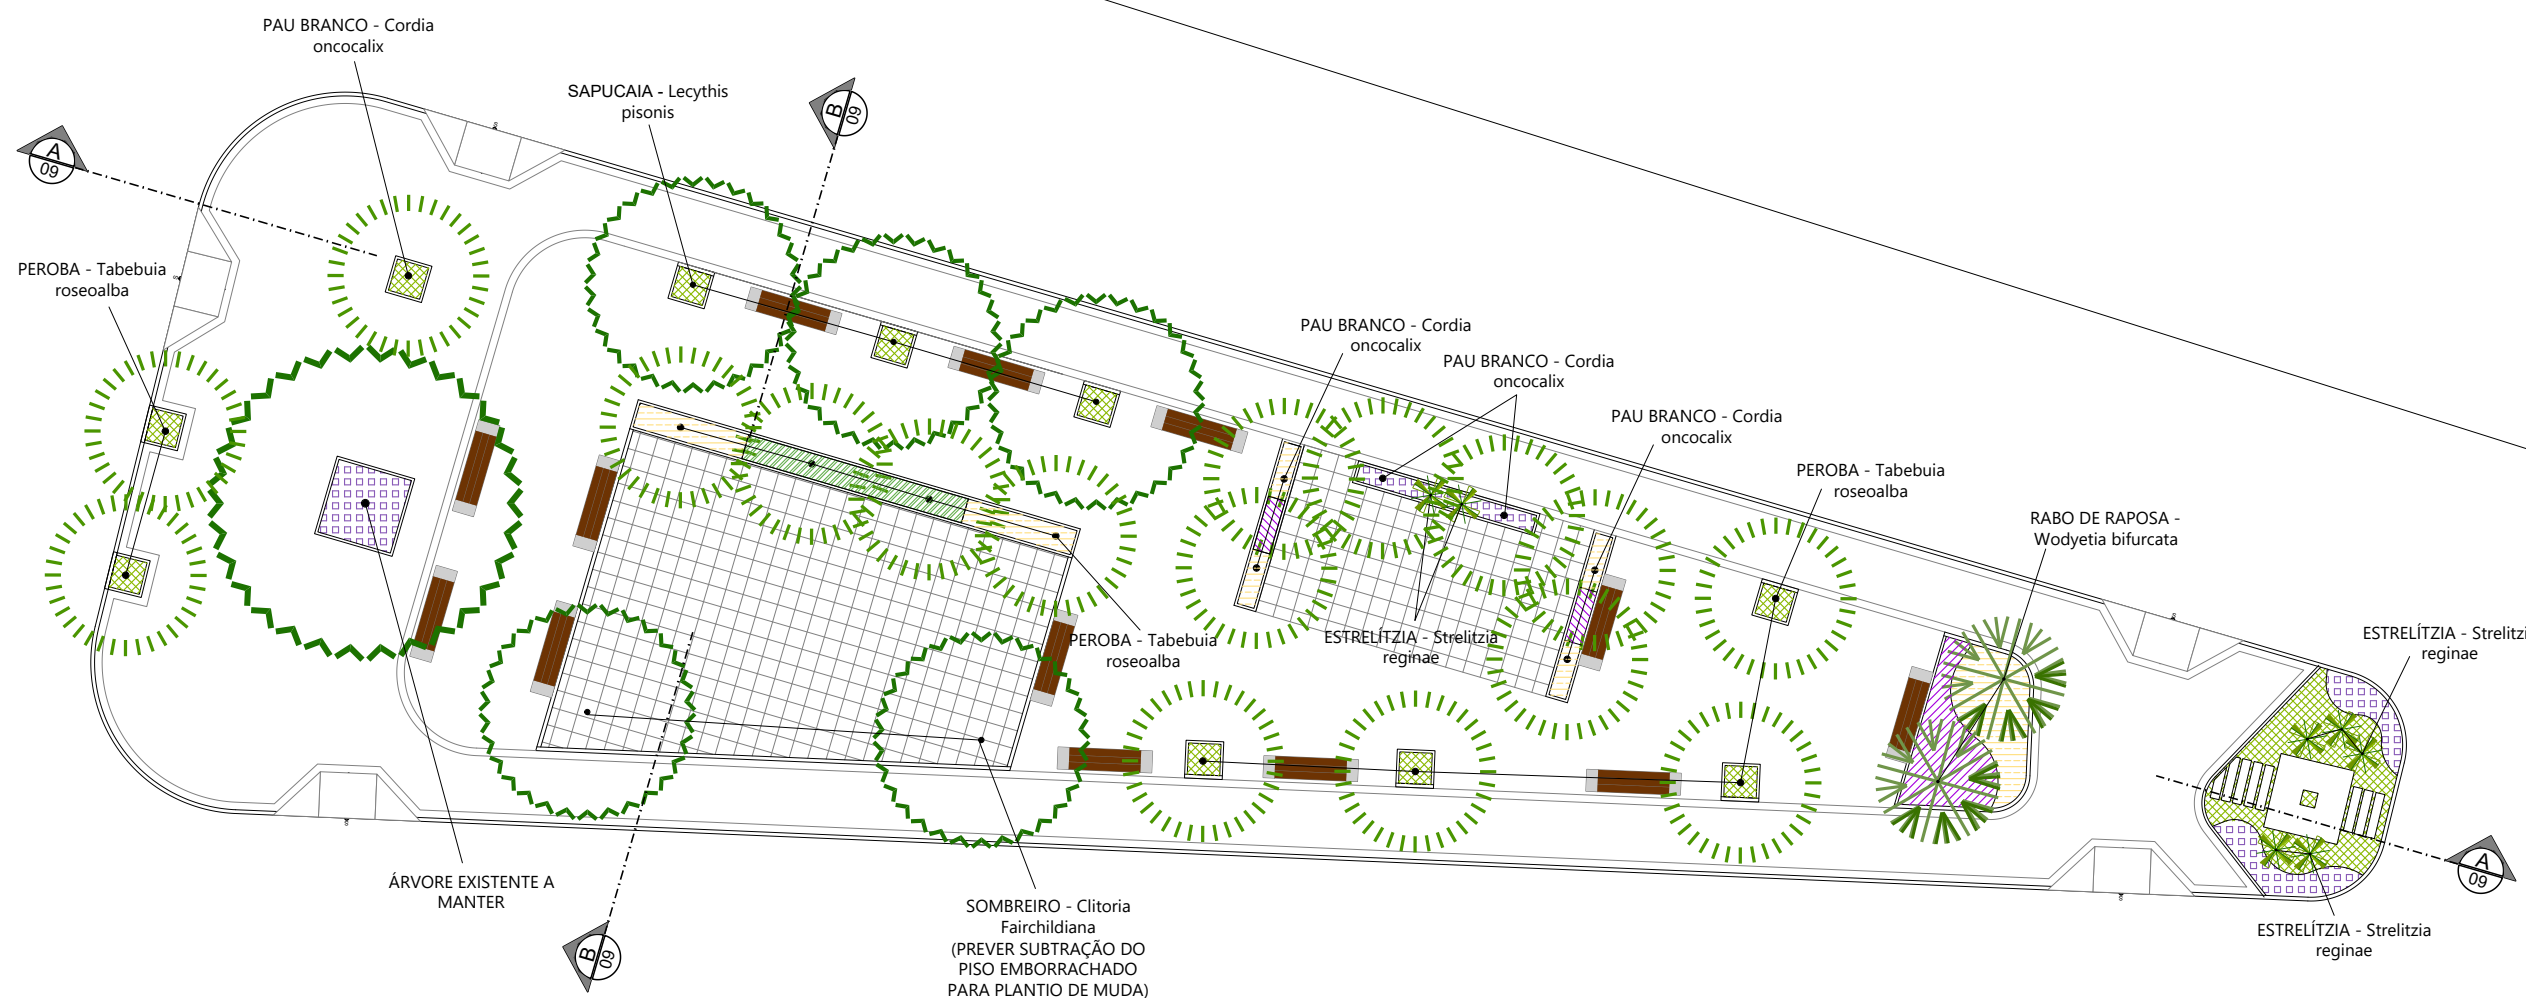 PAU BRANCO - Cordia
oncocalix
SAPUCAIA - Lecythis
pisonis
B
09
A
09
PEROBA - Tabebuia
roseoalba
PAU BRANCO - Cordia
oncocalix
PAU BRANCO - Cordia
oncocalix
PAU BRANCO - Cordia
oncocalix
PEROBA - Tabebuia
roseoalba
RABO DE RAPOSA -
Wodyetia bifurcata
PEROBA - Tabebuia
roseoalba
ESTRELÍTZIA - Strelitzia
reginae
ESTRELÍTZIA - Strelitzi
reginae
ÁRVORE EXISTENTE A
MANTER
SOMBREIRO - Clitoria
Fairchildiana
(PREVER SUBTRAÇÃO DO
PISO EMBORRACHADO
PARA PLANTIO DE MUDA)
A
09
ESTRELÍTZIA - Strelitzia
reginae
B
09